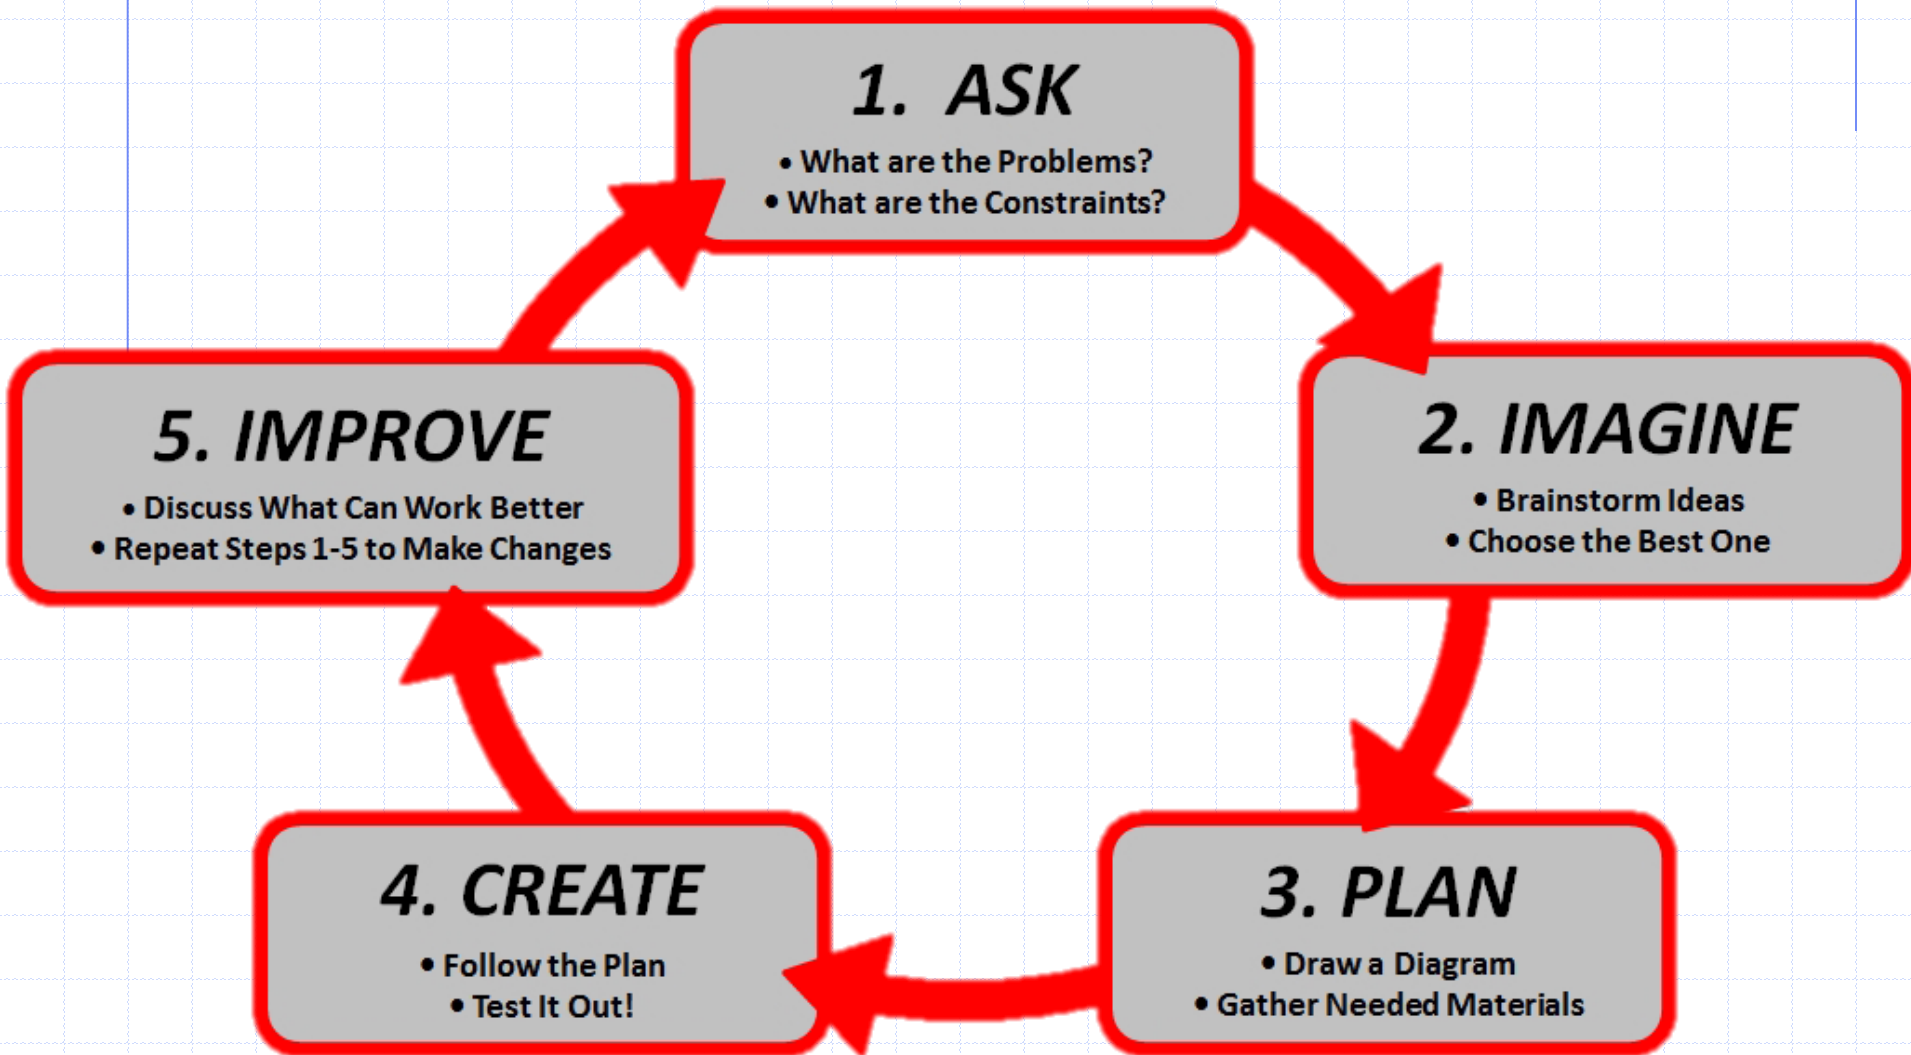 1. ASK
• What are the Problems?
• What are the Constraints?
2. IMAGINE
• Brainstorm Ideas
• Choose the Best One
3. PLAN
• Draw a Diagram
• Gather Needed Materials
4. CREATE
• Follow the Plan
• Test It Out!
5. IMPROVE
• Discuss What Can Work Better
• Repeat Steps 1-5 to Make Changes